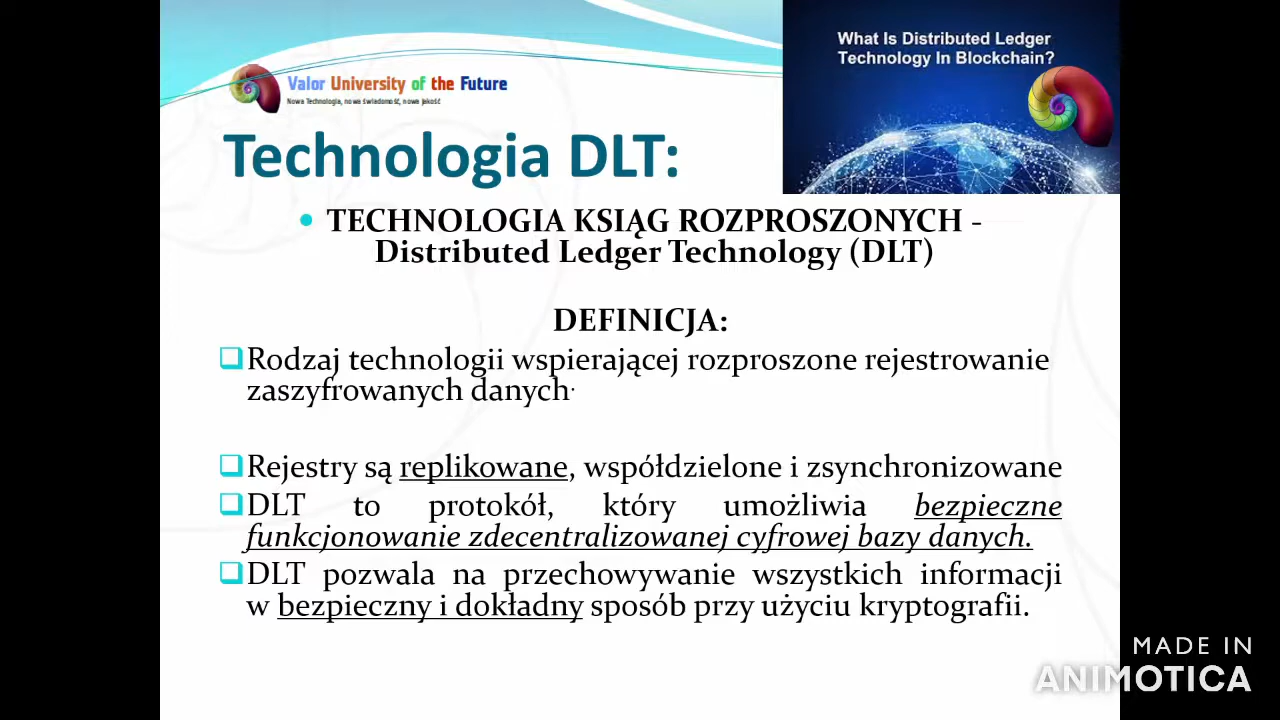 What Is Distributed Ledger
Technology In Blockchain?
Valor University of the Future
Nowa Technologia, nowa świadomość, nowa jakość
Technologia DLT:
• TECHNOLOGIA KSIĄG ROZPROSZONYCH -
Distributed Ledger Technology (DLT)
DEFINICJA:
❑Rodzaj technologii wspierającej rozproszone rejestrowanie
zaszyfrowanych danych.
❑Rejestry są replikowane, współdzielone i zsynchronizowane
❑DLT to protokół, który umożliwia bezpieczne
funkcjonowanie zdecentralizowanej cyfrowej bazy danych.
❑DLT pozwala na przechowywanie wszystkich informacji
w bezpieczny i dokładny sposób przy użyciu kryptografii.
MADE IN
ANIMOTICA